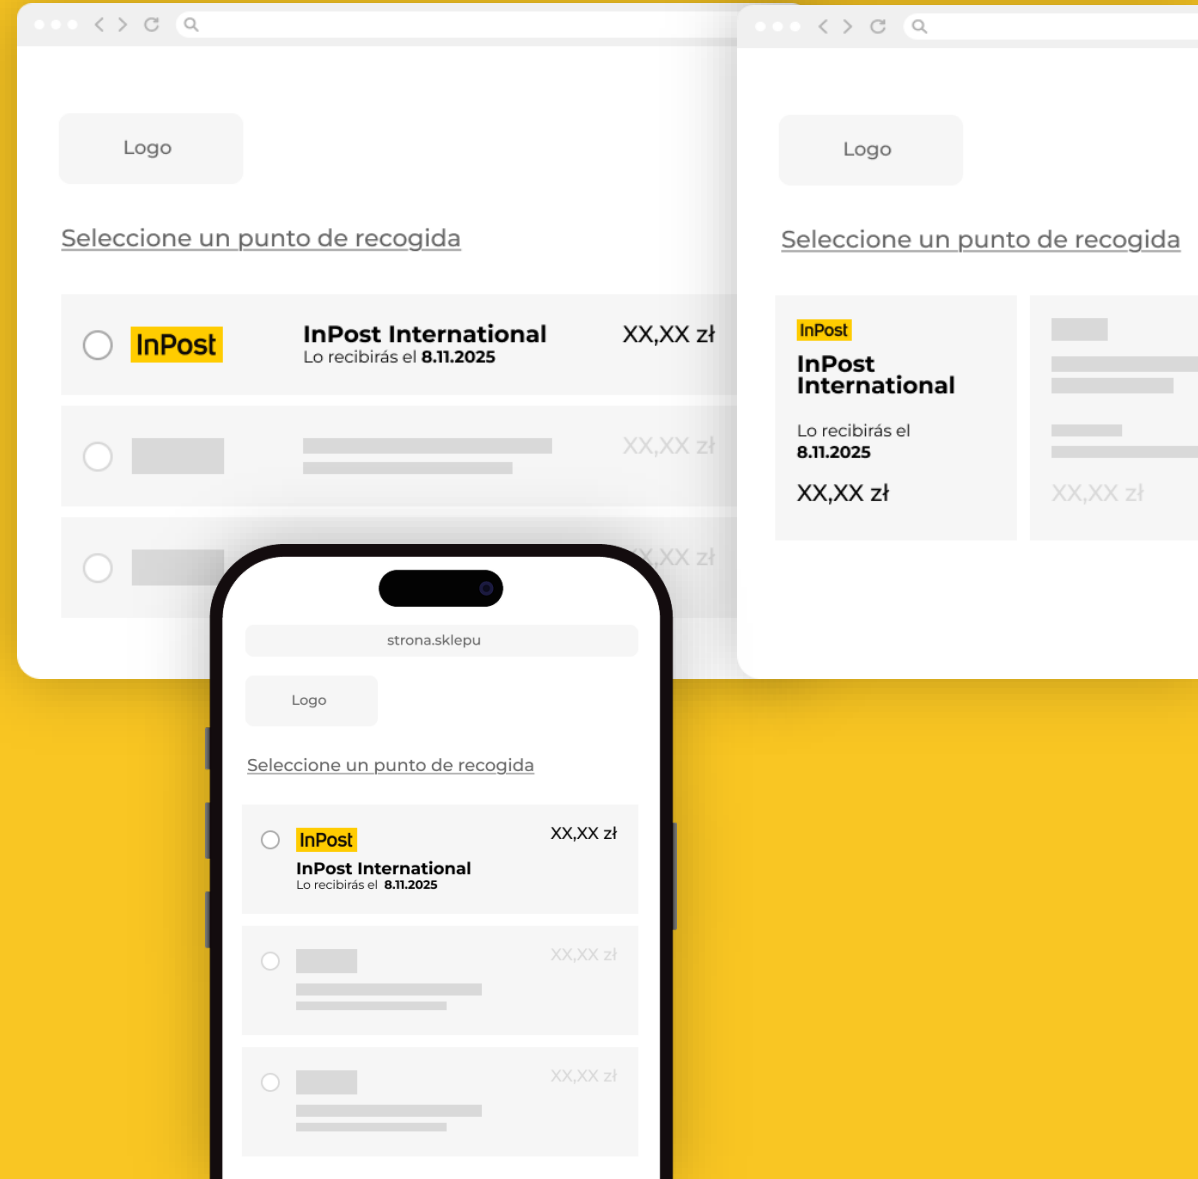 Logo
Seleccione un punto de recogida
InPost
InPost International
XX,XX zł
Lo recibirás el 8.11.2025
XX,XX zł
X,XX zł
Logo
Seleccione un punto de recogida
InPost
InPost
International
Lo recibirás el
8.11.2025
XX,XX zł
XX,XX zł
strona.sklepu
Logo
Seleccione un punto de recogida
InPost
XX,XX zł
InPost International
Lo recibirás el 8.11.2025
XX,XX zł
XX,XX zł